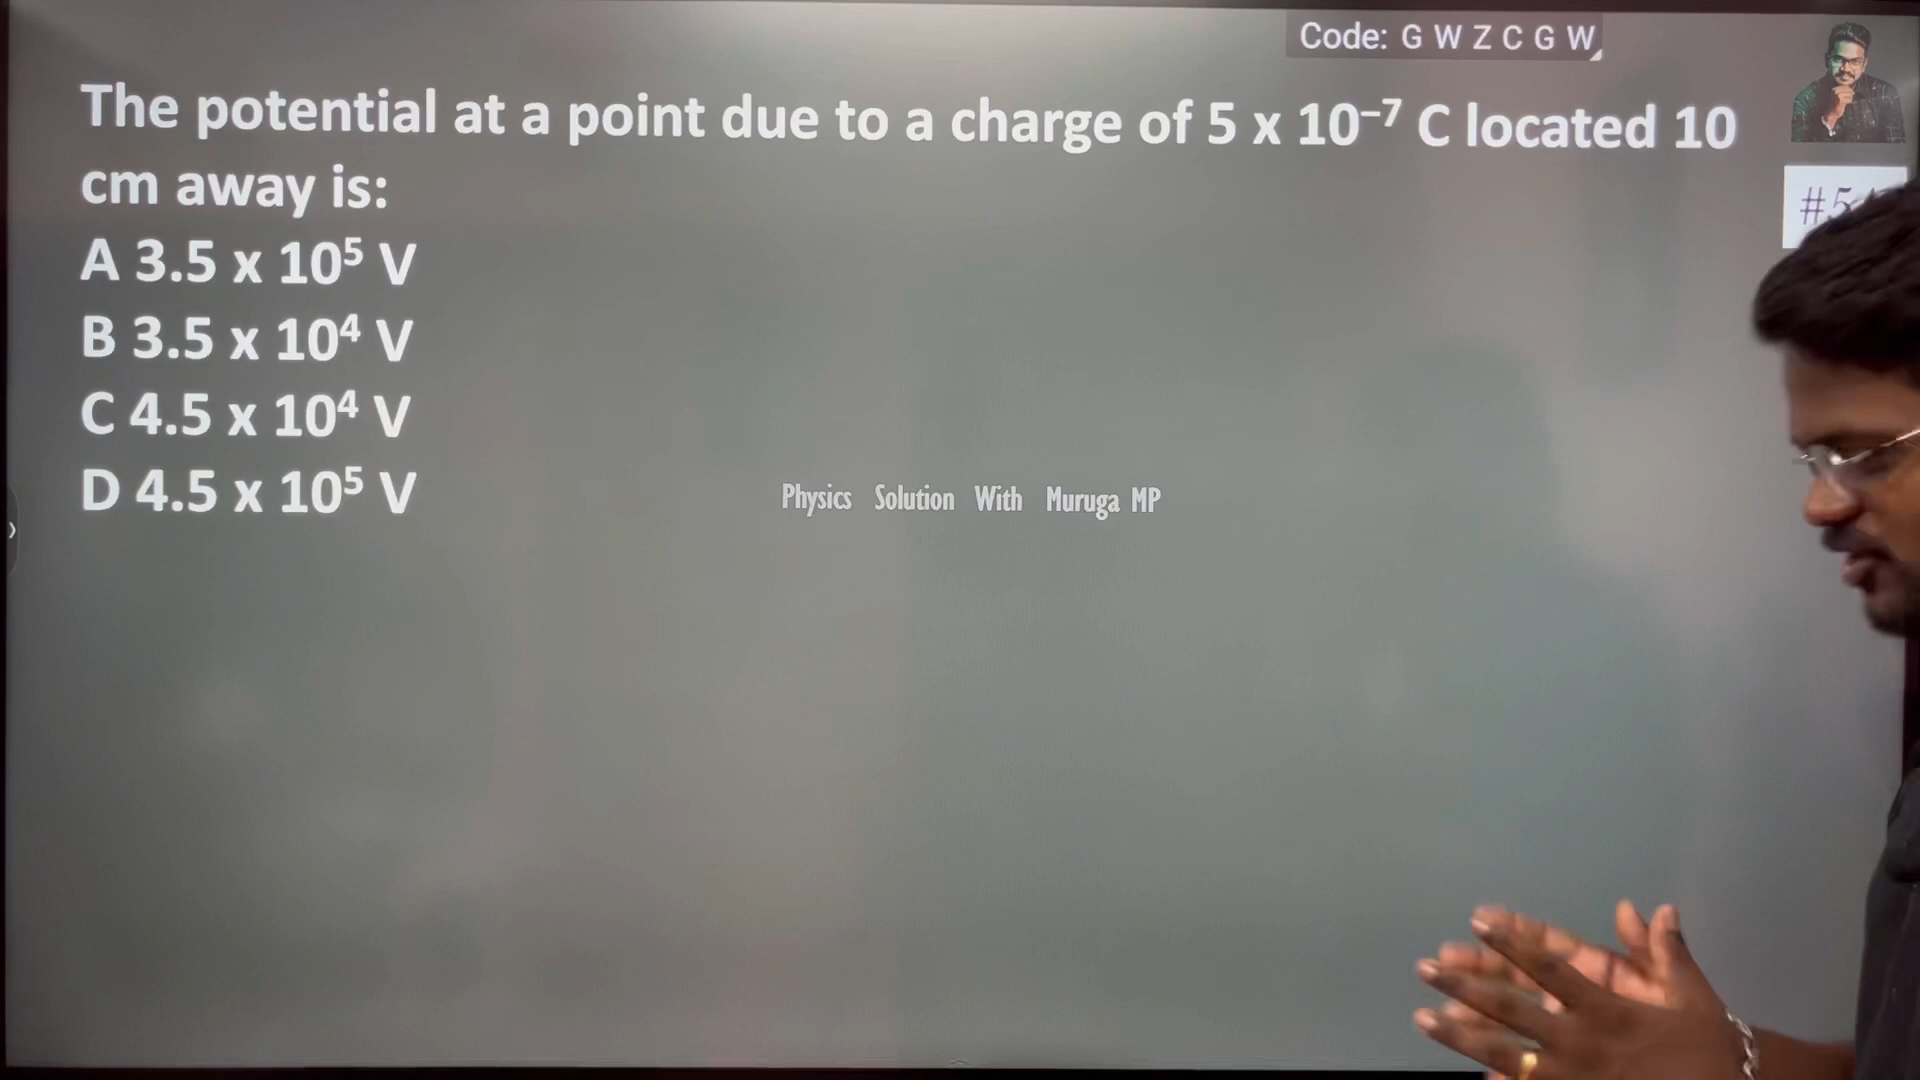 Code: G W Z C G W
The potential at a point due to a charge of 5 x 10⁻⁷ C located 10
cm away is:
A 3.5 x 10⁵ V
B 3.5 x 10⁴ V
C 4.5 x 10⁴ V
D 4.5 x 10⁵ V
Physics Solution With Muruga MP